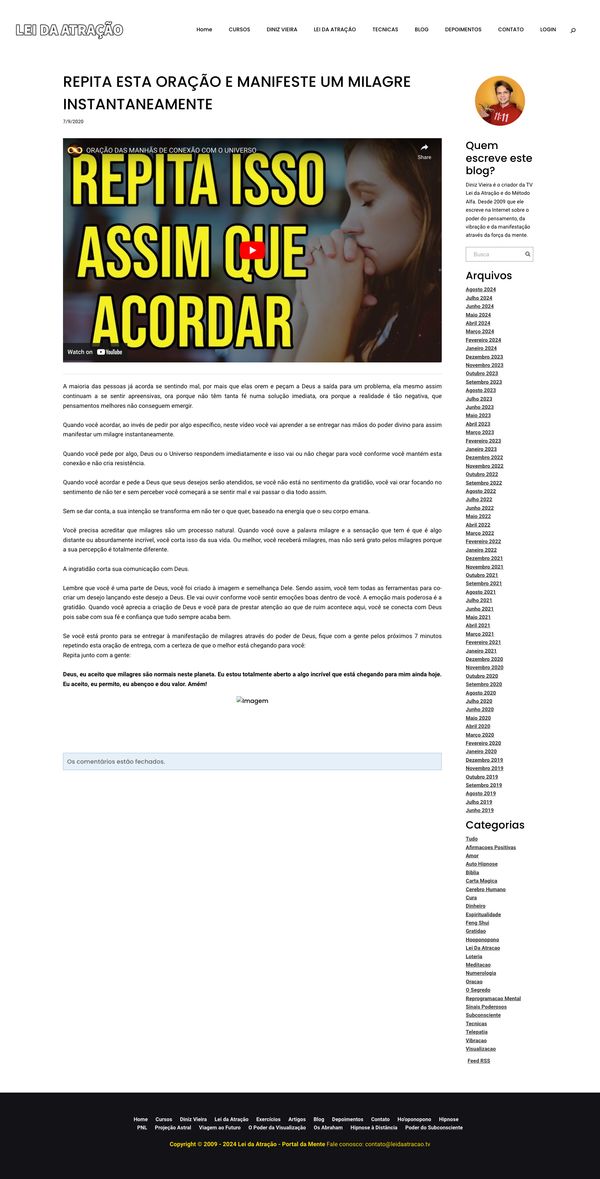 LEI DA ATRAÇÃO
Home CURSOS DINIZ VIEIRA LEI DA ATRAÇÃO TECNICAS BLOG DEPOIMENTOS CONTATO LOGIN
REPITA ESTA ORAÇÃO E MANIFESTE UM MILAGRE
INSTANTANEAMENTE
7/9/2020
ORAÇÃO DAS MANHÃS DE CONEXÃO COM O UNIVERSO
Share
REPITA ISSO
ASSIM QUE
ACORDAR
Watch on YouTube
A maioria das pessoas já acorda se sentindo mal, por mais que elas orem e peçam a Deus a saída para um problema, ela mesmo assim
continuam a se sentir apreensivas, ora porque não têm tanta fé numa solução imediata, ora porque a realidade é tão negativa, que
pensamentos melhores não conseguem emergir.
Quando você acordar, ao invés de pedir por algo específico, neste vídeo você vai aprender a se entregar nas mãos do poder divino para assim
manifestar um milagre instantaneamente.
Quando você pede por algo, Deus ou o Universo respondem imediatamente e isso vai ou não chegar para você conforme você mantém esta
conexão e não cria resistência.
Quando você acordar e pede a Deus que seus desejos serão atendidos, se você não está no sentimento da gratidão, você vai orar focando no
sentimento de não ter e sem perceber você começará a se sentir mal e vai passar o dia todo assim.
Sem se dar conta, a sua intenção se transforma em não ter o que quer, baseado na energia que o seu corpo emana.
Você precisa acreditar que milagres são um processo natural. Quando você ouve a palavra milagre e a sensação que tem é que é algo
distante ou absurdamente incrível, você corta isso da sua vida. Ou melhor, você receberá milagres, mas não será grato pelos milagres porque
a sua percepção é totalmente diferente.
A ingratidão corta sua comunicação com Deus.
Lembre que você é uma parte de Deus, você foi criado à imagem e semelhança Dele. Sendo assim, você tem todas as ferramentas para co-
criar um desejo lançando este desejo a Deus. Ele vai ouvir conforme você sentir emoções boas dentro de você. A emoção mais poderosa é a
gratidão. Quando você aprecia a criação de Deus e você para de prestar atenção ao que de ruim acontece aqui, você se conecta com Deus
pois sabe com sua fé e confiança que tudo sempre acaba bem.
Se você está pronto para se entregar à manifestação de milagres através do poder de Deus, fique com a gente pelos próximos 7 minutos
repetindo esta oração de entrega, com a certeza de que o melhor está chegando para você:
Repita junto com a gente:
Deus, eu aceito que milagres são normais neste planeta. Eu estou totalmente aberto a algo incrível que está chegando para mim ainda hoje.
Eu aceito, eu permito, eu abençoo e dou valor. Amém!
imagem
Os comentários estão fechados.
11:11
Quem
escreve este
blog?
Diniz Vieira é o criador da TV
Lei da Atração e do Método
Alfa. Desde 2009 que ele
escreve na Internet sobre o
poder do pensamento, da
vibração e da manifestação
através da força da mente.
Busca
Arquivos
Agosto 2024
Julho 2024
Junho 2024
Maio 2024
Abril 2024
Março 2024
Fevereiro 2024
Janeiro 2024
Dezembro 2023
Novembro 2023
Outubro 2023
Setembro 2023
Agosto 2023
Julho 2023
Junho 2023
Maio 2023
Abril 2023
Março 2023
Fevereiro 2023
Janeiro 2023
Dezembro 2022
Novembro 2022
Outubro 2022
Setembro 2022
Agosto 2022
Julho 2022
Junho 2022
Maio 2022
Abril 2022
Março 2022
Fevereiro 2022
Janeiro 2022
Dezembro 2021
Novembro 2021
Outubro 2021
Setembro 2021
Agosto 2021
Julho 2021
Junho 2021
Maio 2021
Abril 2021
Março 2021
Fevereiro 2021
Janeiro 2021
Dezembro 2020
Novembro 2020
Outubro 2020
Setembro 2020
Agosto 2020
Julho 2020
Junho 2020
Maio 2020
Abril 2020
Março 2020
Fevereiro 2020
Janeiro 2020
Dezembro 2019
Novembro 2019
Outubro 2019
Setembro 2019
Agosto 2019
Julho 2019
Junho 2019
Categorias
Tudo
Afirmacoes Positivas
Amor
Auto Hipnose
Biblia
Carta Magica
Cerebro Humano
Cura
Dinheiro
Espiritualidade
Feng Shui
Gratidao
Hooponopono
Lei Da Atracao
Loteria
Meditacao
Numerologia
Oracao
O Segredo
Reprogramacao Mental
Sinais Poderosos
Subconsciente
Tecnicas
Telepatia
Vibracao
Visualizacao
Feed RSS
Home Cursos Diniz Vieira Lei da Atração Exercícios Artigos Blog Depoimentos Contato Ho'oponopono Hipnose
PNL Projeção Astral Viagem ao Futuro O Poder da Visualização Os Abraham Hipnose à Distância Poder do Subconsciente
Copyright © 2009 - 2024 Lei da Atração - Portal da Mente Fale conosco: contato@leidaatracao.tv